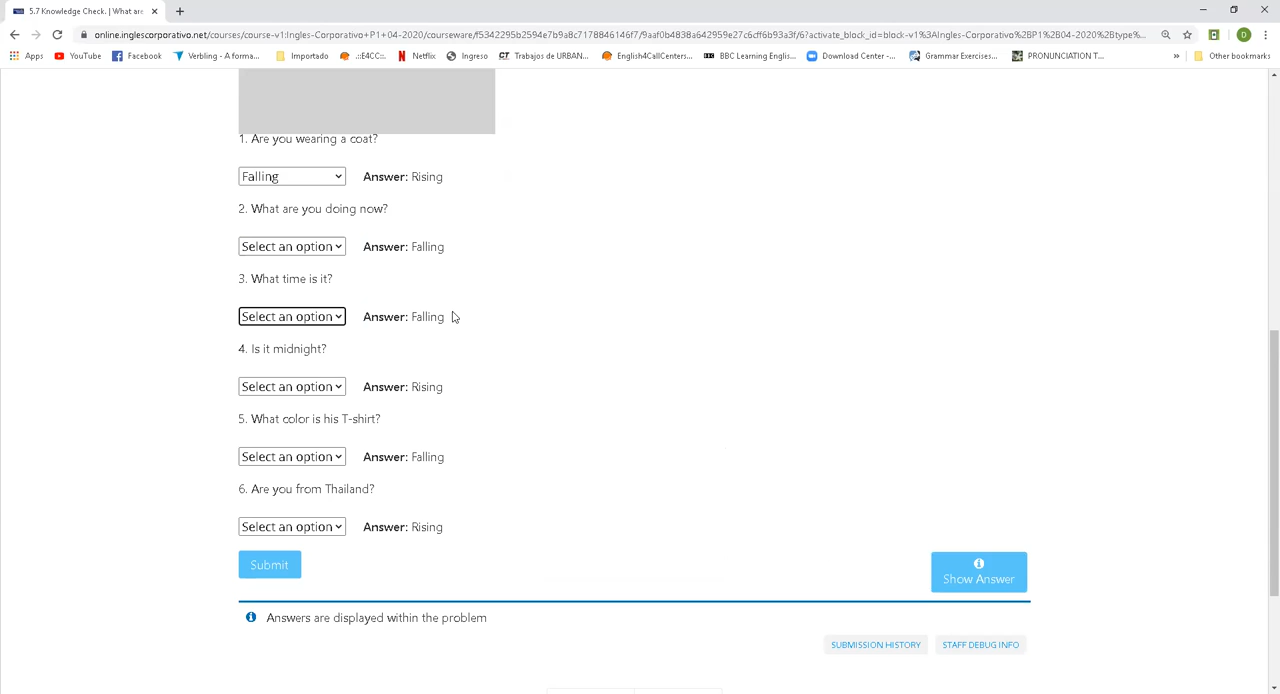 5.7 Knowledge Check. | What are
online.inglescorporativo.net/courses/course-v1:Ingles-Corporativo+P1+04-2020/courseware/f5342295b2594e7b9a8c7178846146f7/9aaf0b4838a642959e27c6cff6b93a3f/6?activate_block_id=block-v1%3AIngles-Corporativo%2BP1%2B04-2020%2Btype%...
Apps YouTube Facebook Verbling - A forma... Importado .::E4CC::. Netflix Ingreso Trabajos de URBAN... English4CallCenters... BBC Learning Englis... Download Center -... Grammar Exercises... PRONUNCIATION T... » Other bookmarks
1. Are you wearing a coat?
Falling Answer: Rising
2. What are you doing now?
Select an option Answer: Falling
3. What time is it?
Select an option Answer: Falling
4. Is it midnight?
Select an option Answer: Rising
5. What color is his T-shirt?
Select an option Answer: Falling
6. Are you from Thailand?
Select an option Answer: Rising
Submit
Show Answer
Answers are displayed within the problem
SUBMISSION HISTORY STAFF DEBUG INFO